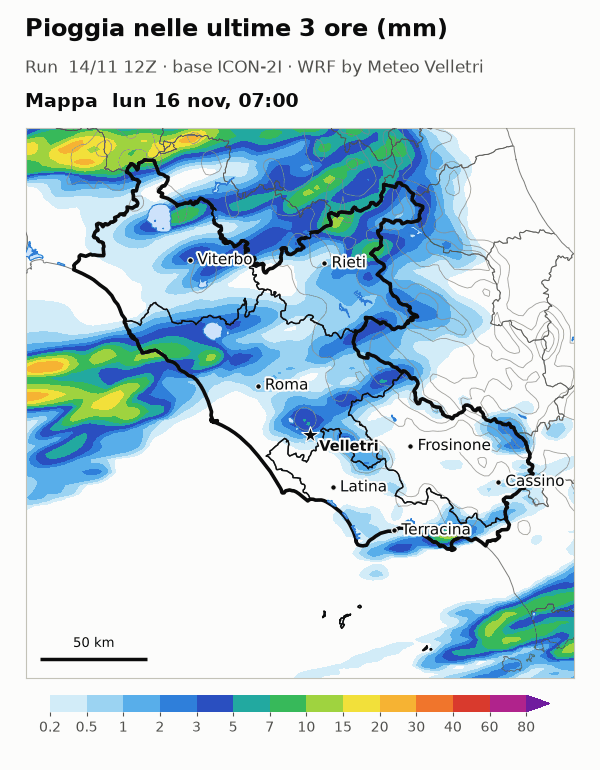 Pioggia nelle ultime 3 ore (mm)
Run  14/11 12Z · base ICON-2I · WRF by Meteo Velletri
Mappa  lun 16 nov, 07:00
Viterbo
Rieti
Roma
Velletri
Frosinone
Cassino
Latina
Terracina
50 km
0.2 0.5 1 2 3 5 7 10 15 20 30 40 60 80